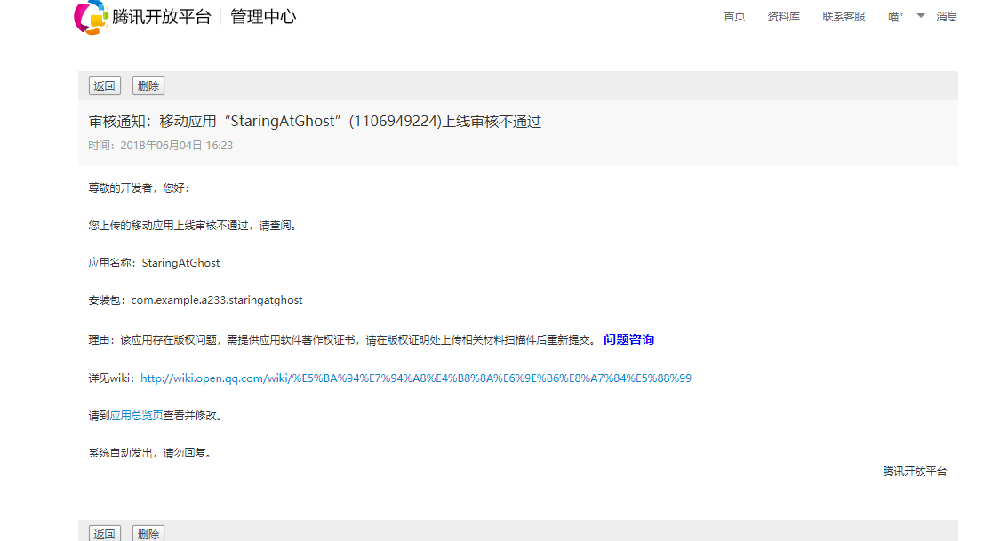 腾讯开放平台 管理中心 首页 资料库 联系客服 喵” 消息
返回 删除
审核通知：移动应用“StaringAtGhost”(1106949224)上线审核不通过
时间：2018年06月04日 16:23
尊敬的开发者，您好：
您上传的移动应用上线审核不通过，请查阅。
应用名称：StaringAtGhost
安装包：com.example.a233.staringatghost
理由：该应用存在版权问题，需提供应用软件著作权证书，请在版权证明处上传相关材料扫描件后重新提交。 问题咨询
详见wiki：http://wiki.open.qq.com/wiki/%E5%BA%94%E7%94%A8%E4%B8%8A%E6%9E%B6%E8%A7%84%E5%88%99
请到应用总览页查看并修改。
系统自动发出，请勿回复。
腾讯开放平台
返回 删除